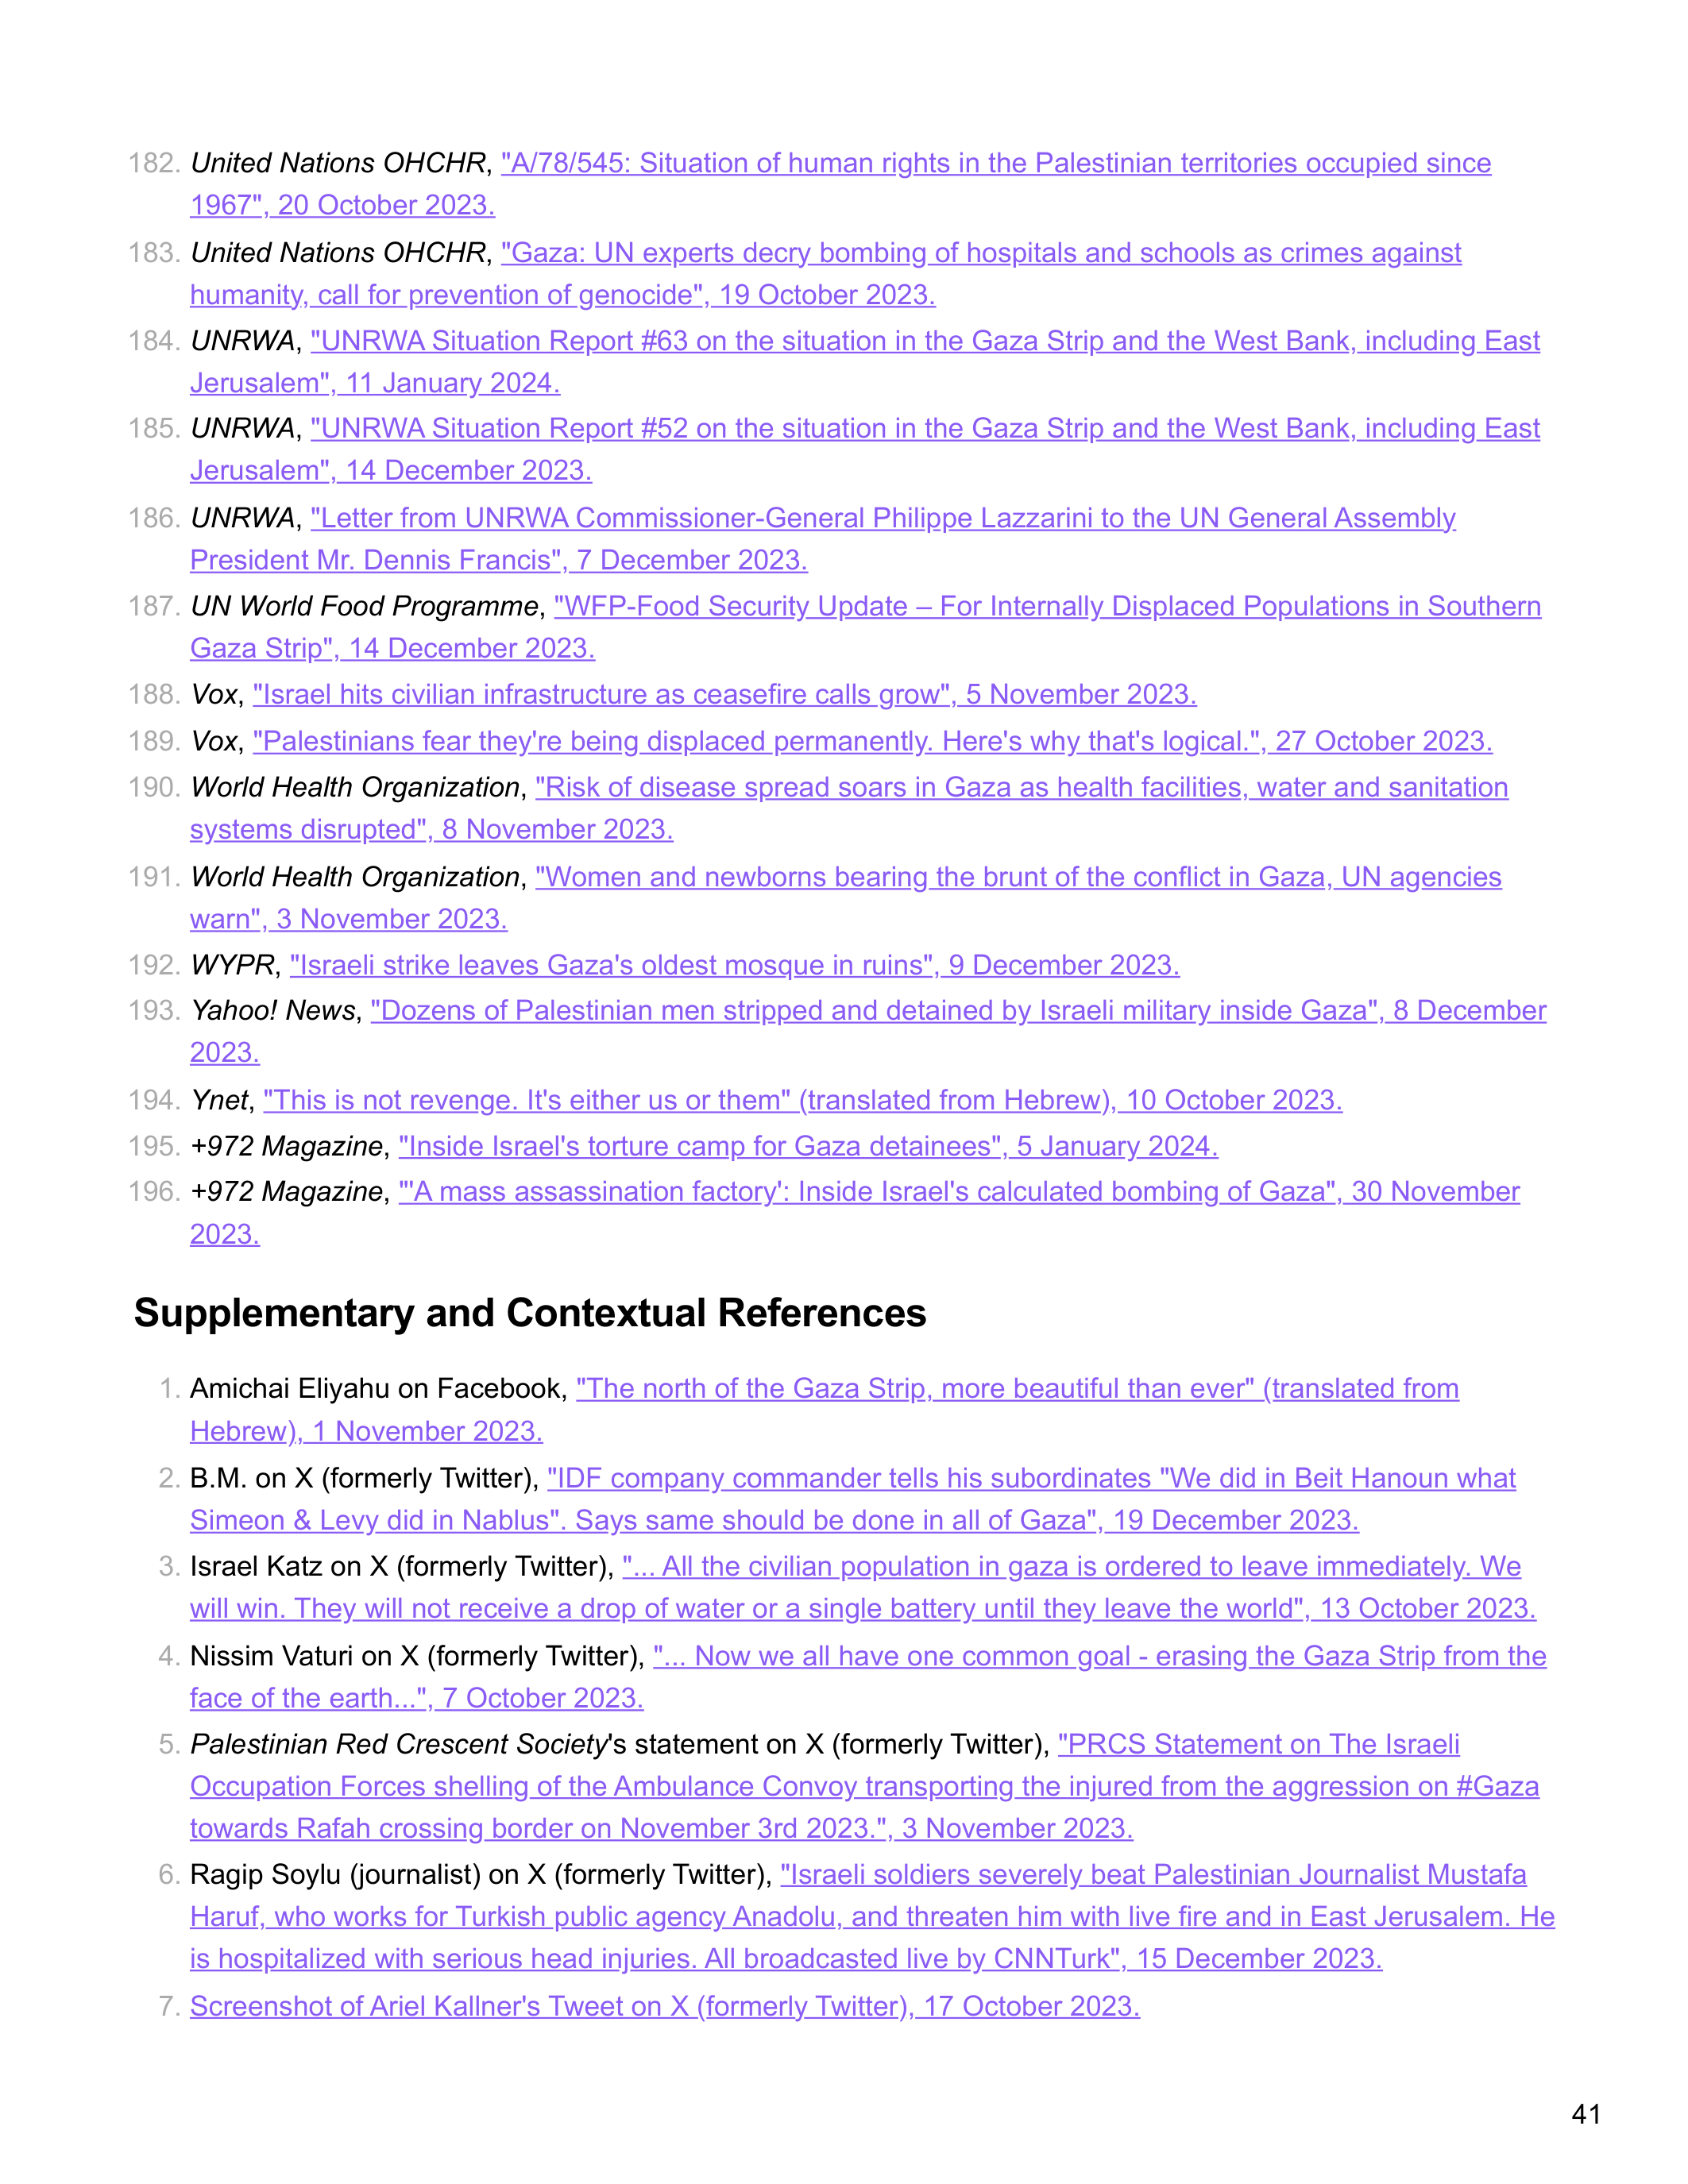 182. United Nations OHCHR, "A/78/545: Situation of human rights in the Palestinian territories occupied since
1967", 20 October 2023.
183. United Nations OHCHR, "Gaza: UN experts decry bombing of hospitals and schools as crimes against
humanity, call for prevention of genocide", 19 October 2023.
184. UNRWA, "UNRWA Situation Report #63 on the situation in the Gaza Strip and the West Bank, including East
Jerusalem", 11 January 2024.
185. UNRWA, "UNRWA Situation Report #52 on the situation in the Gaza Strip and the West Bank, including East
Jerusalem", 14 December 2023.
186. UNRWA, "Letter from UNRWA Commissioner-General Philippe Lazzarini to the UN General Assembly
President Mr. Dennis Francis", 7 December 2023.
187. UN World Food Programme, "WFP-Food Security Update – For Internally Displaced Populations in Southern
Gaza Strip", 14 December 2023.
188. Vox, "Israel hits civilian infrastructure as ceasefire calls grow", 5 November 2023.
189. Vox, "Palestinians fear they're being displaced permanently. Here's why that's logical.", 27 October 2023.
190. World Health Organization, "Risk of disease spread soars in Gaza as health facilities, water and sanitation
systems disrupted", 8 November 2023.
191. World Health Organization, "Women and newborns bearing the brunt of the conflict in Gaza, UN agencies
warn", 3 November 2023.
192. WYPR, "Israeli strike leaves Gaza's oldest mosque in ruins", 9 December 2023.
193. Yahoo! News, "Dozens of Palestinian men stripped and detained by Israeli military inside Gaza", 8 December
2023.
194. Ynet, "This is not revenge. It's either us or them" (translated from Hebrew), 10 October 2023.
195. +972 Magazine, "Inside Israel's torture camp for Gaza detainees", 5 January 2024.
196. +972 Magazine, "'A mass assassination factory': Inside Israel's calculated bombing of Gaza", 30 November
2023.
Supplementary and Contextual References
1. Amichai Eliyahu on Facebook, "The north of the Gaza Strip, more beautiful than ever" (translated from
Hebrew), 1 November 2023.
2. B.M. on X (formerly Twitter), "IDF company commander tells his subordinates "We did in Beit Hanoun what
Simeon & Levy did in Nablus". Says same should be done in all of Gaza", 19 December 2023.
3. Israel Katz on X (formerly Twitter), "... All the civilian population in gaza is ordered to leave immediately. We
will win. They will not receive a drop of water or a single battery until they leave the world", 13 October 2023.
4. Nissim Vaturi on X (formerly Twitter), "... Now we all have one common goal - erasing the Gaza Strip from the
face of the earth...", 7 October 2023.
5. Palestinian Red Crescent Society's statement on X (formerly Twitter), "PRCS Statement on The Israeli
Occupation Forces shelling of the Ambulance Convoy transporting the injured from the aggression on #Gaza
towards Rafah crossing border on November 3rd 2023.", 3 November 2023.
6. Ragip Soylu (journalist) on X (formerly Twitter), "Israeli soldiers severely beat Palestinian Journalist Mustafa
Haruf, who works for Turkish public agency Anadolu, and threaten him with live fire and in East Jerusalem. He
is hospitalized with serious head injuries. All broadcasted live by CNNTurk", 15 December 2023.
7. Screenshot of Ariel Kallner's Tweet on X (formerly Twitter), 17 October 2023.
41